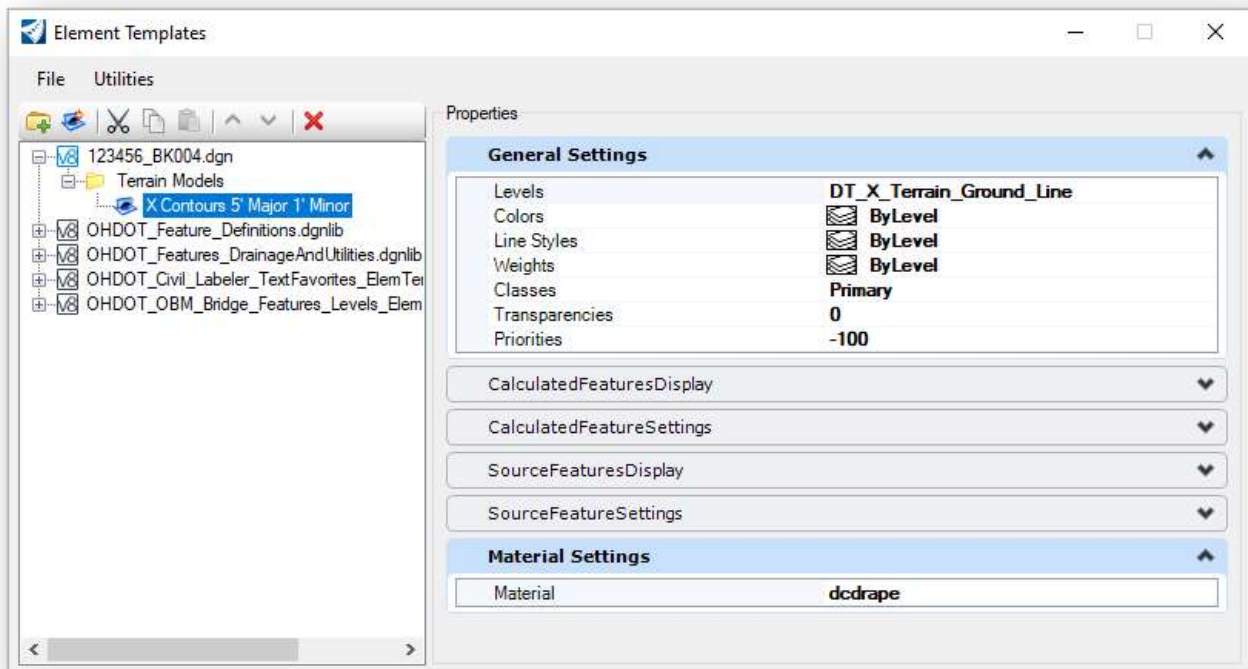 Element Templates
File Utilities
Properties
123456_BK004.dgn
Terrain Models
X Contours 5' Major 1' Minor
OHDOT_Feature_Definitions.dgnlib
OHDOT_Features_DrainageAndUtilities.dgnlib
OHDOT_Civil_Labeler_TextFavorites_ElemTe
OHDOT_OBM_Bridge_Features_Levels_Elem
General Settings
Levels DT_X_Terrain_Ground_Line
Colors ByLevel
Line Styles ByLevel
Weights ByLevel
Classes Primary
Transparencies 0
Priorities -100
CalculatedFeaturesDisplay
CalculatedFeatureSettings
SourceFeaturesDisplay
SourceFeatureSettings
Material Settings
Material dcdrape